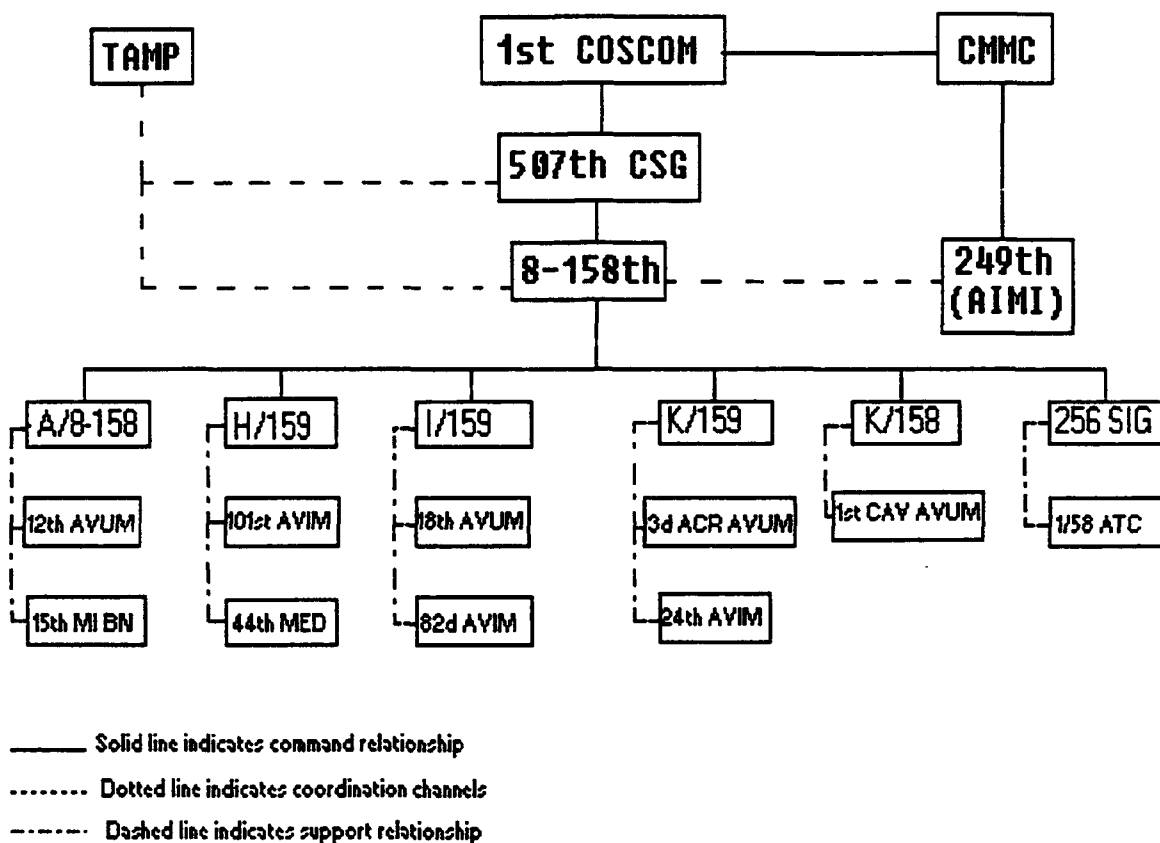 TAMP
1st COSCOM
CMMC
507th CSG
8-158th
249th
(AIMI)
A/8-158
H/159
I/159
K/159
K/158
256 SIG
12th AVUM
101st AVIM
18th AVUM
3d ACR AVUM
1st CAV AVUM
1/58 ATC
15th MI BN
44th MED
82d AVIM
24th AVIM
Solid line indicates command relationship
Dotted line indicates coordination channels
Dashed line indicates support relationship